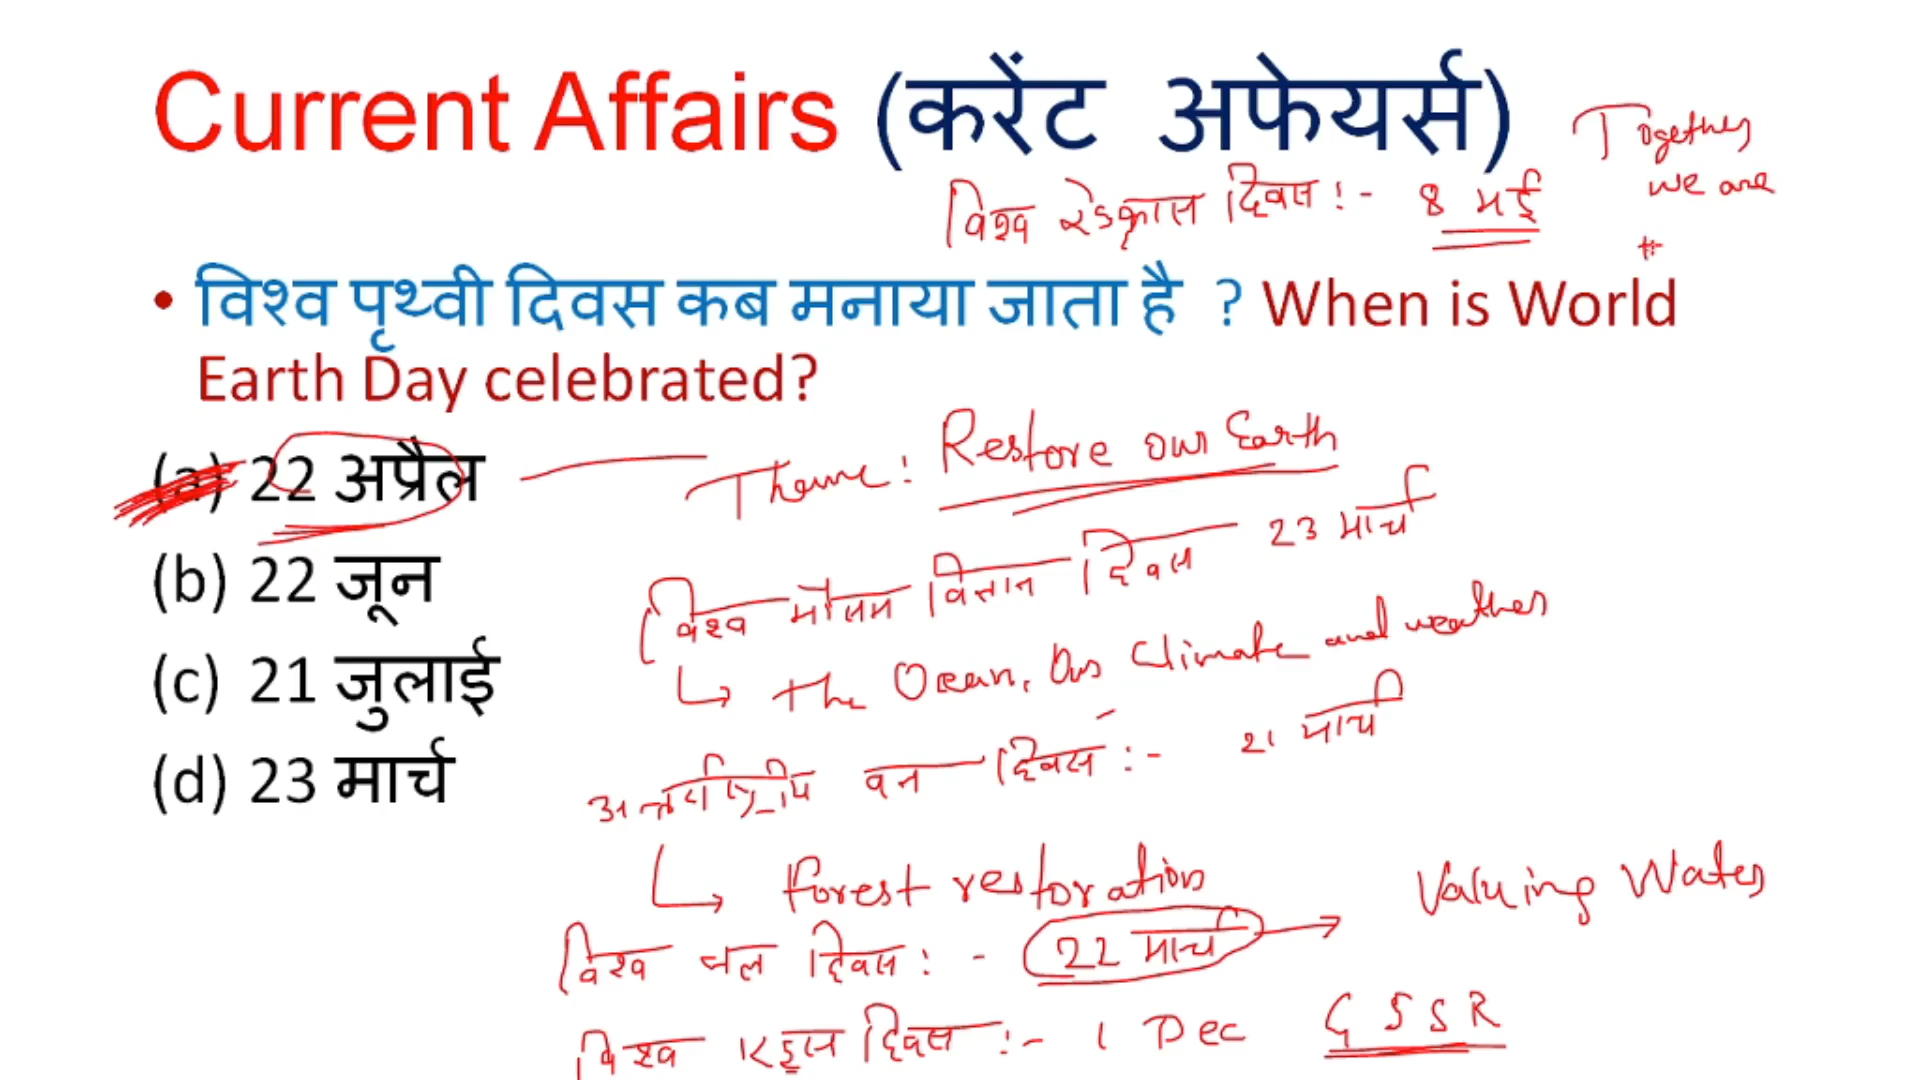 Current Affairs (करेंट अफेयर्स)
Together
we are
#
विश्व रेडक्रास दिवस :- 8 मई
• विश्व पृथ्वी दिवस कब मनाया जाता है ? When is World
Earth Day celebrated?
(a) 22 अप्रैल
Theme: Restore our Earth
(b) 22 जून
विश्व मौसम विज्ञान दिवस 23 मार्च
the Ocean, Our Climate and weather
(c) 21 जुलाई
(d) 23 मार्च
अन्तर्राष्ट्रीय वन दिवस :- 21 मार्च
forest restoration
Valuing Water
विश्व जल दिवस :- 22 मार्च
विश्व एड्स दिवस :- 1 Dec
G S S R